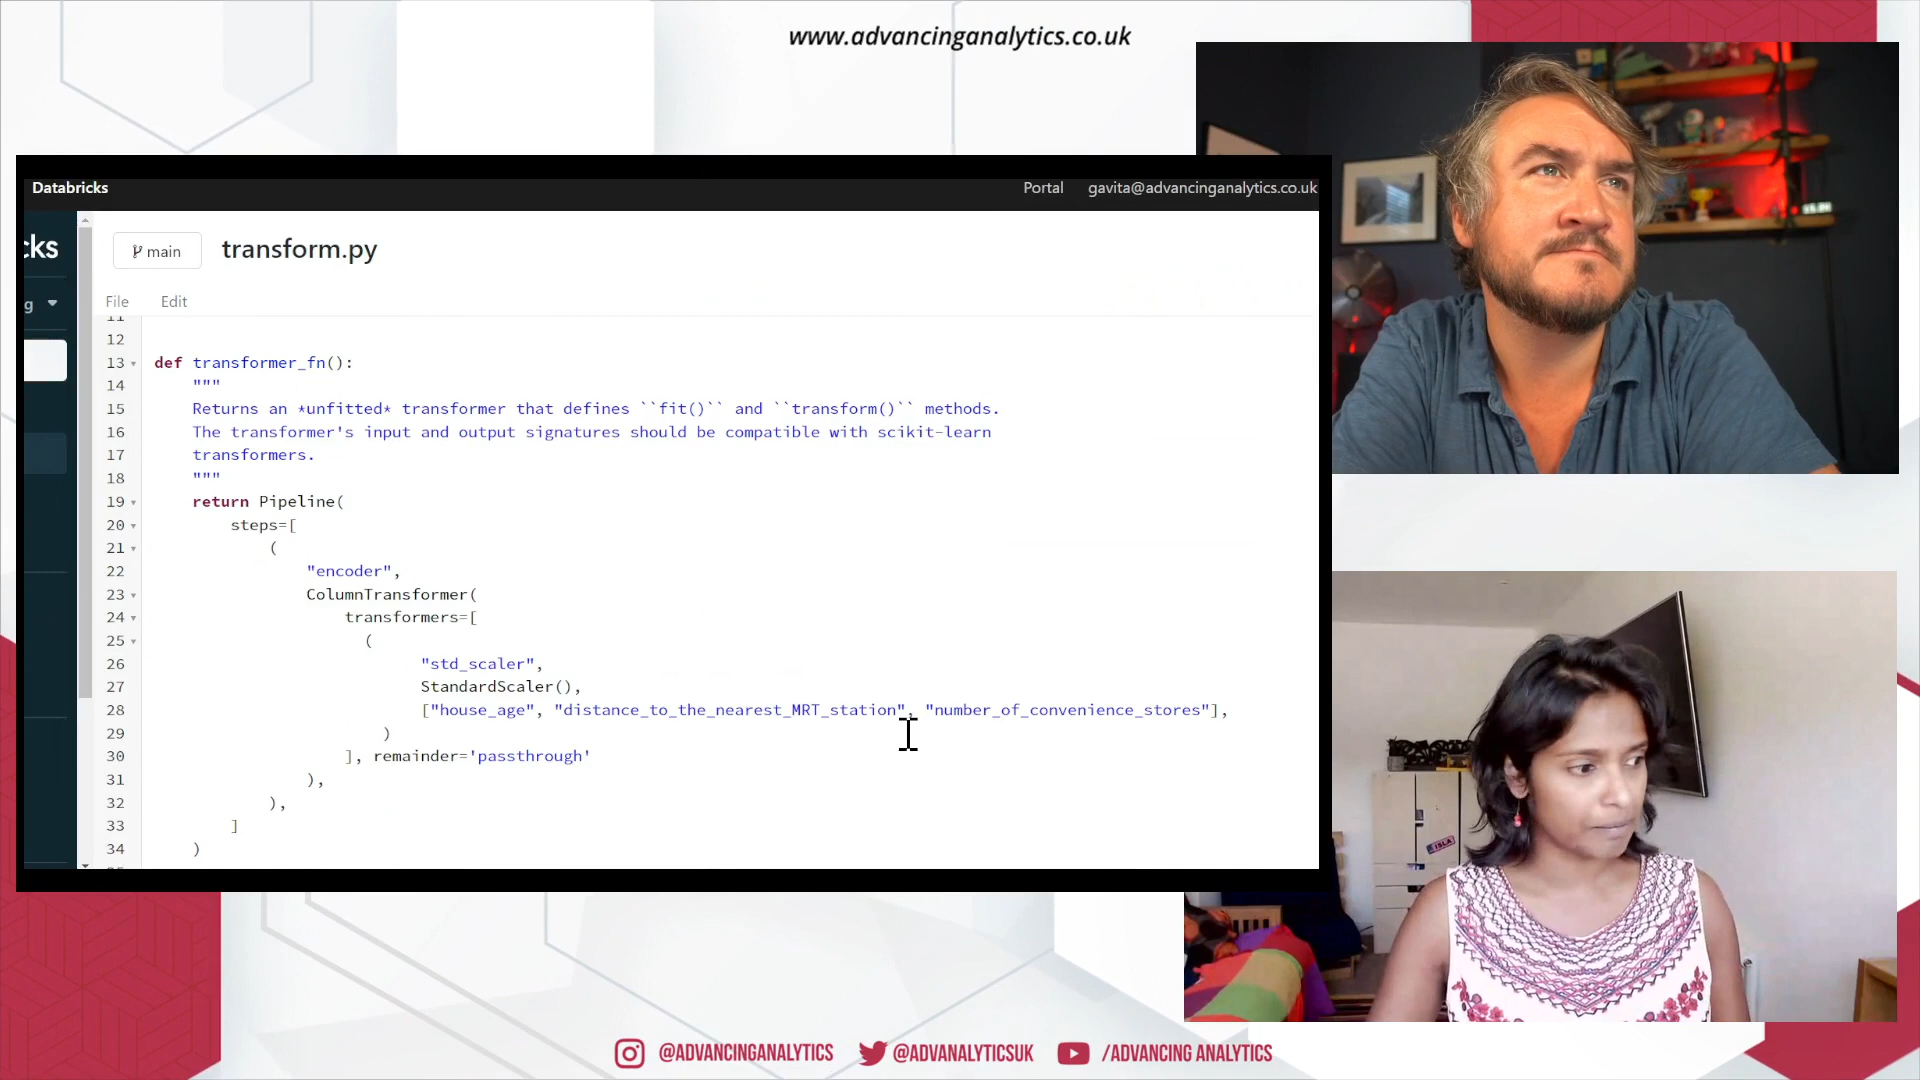 www.advancinganalytics.co.uk
Databricks
Portal gavita@advancinganalytics.co.uk
cks
main transform.py
g
File Edit
11
12
13 def transformer_fn():
14 """
15 Returns an *unfitted* transformer that defines ``fit()`` and ``transform()`` methods.
16 The transformer's input and output signatures should be compatible with scikit-learn
17 transformers.
18 """
19 return Pipeline(
20 steps=[
21 (
22 "encoder",
23 ColumnTransformer(
24 transformers=[
25 (
26 "std_scaler",
27 StandardScaler(),
28 ["house_age", "distance_to_the_nearest_MRT_station", "number_of_convenience_stores"],
29 )
30 ], remainder='passthrough'
31 ),
32 ),
33 ]
34 )
ISLA
@ADVANCINGANALYTICS @ADVANALYTICSUK /ADVANCING ANALYTICS